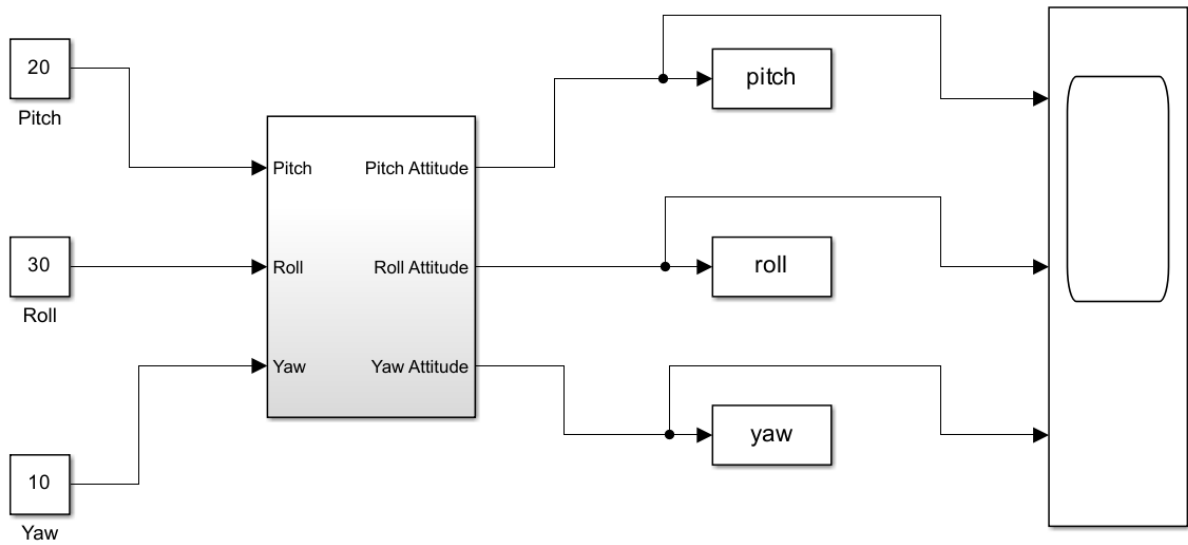 20
Pitch
30
Roll
10
Yaw
Pitch
Pitch Attitude
Roll
Roll Attitude
Yaw
Yaw Attitude
pitch
roll
yaw